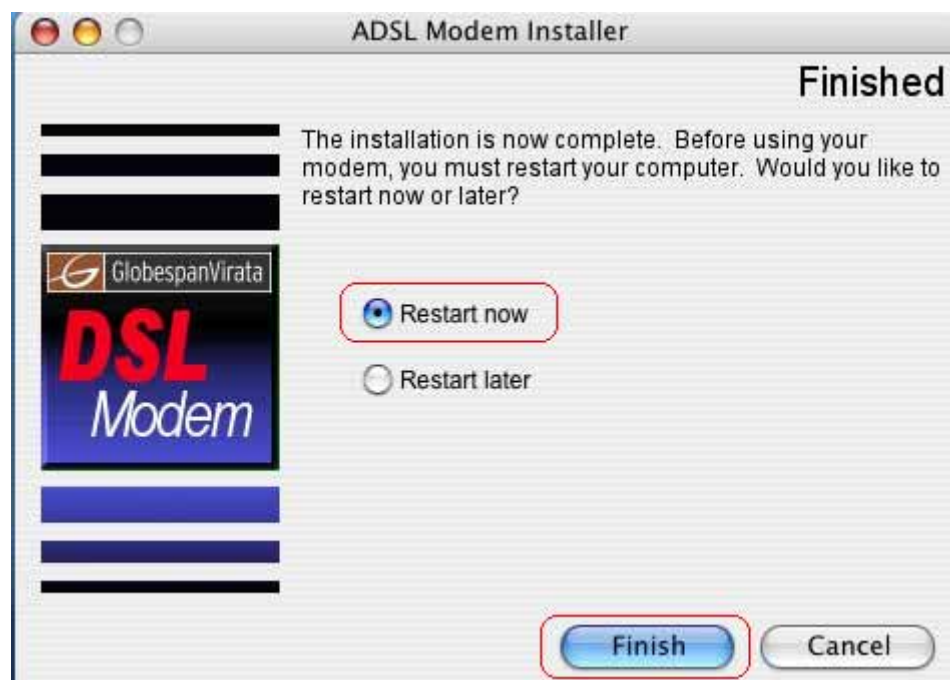 ADSL Modem Installer
Finished
The installation is now complete. Before using your
modem, you must restart your computer. Would you like to
restart now or later?
GlobespanVirata
DSL
Modem
Restart now
Restart later
Finish
Cancel